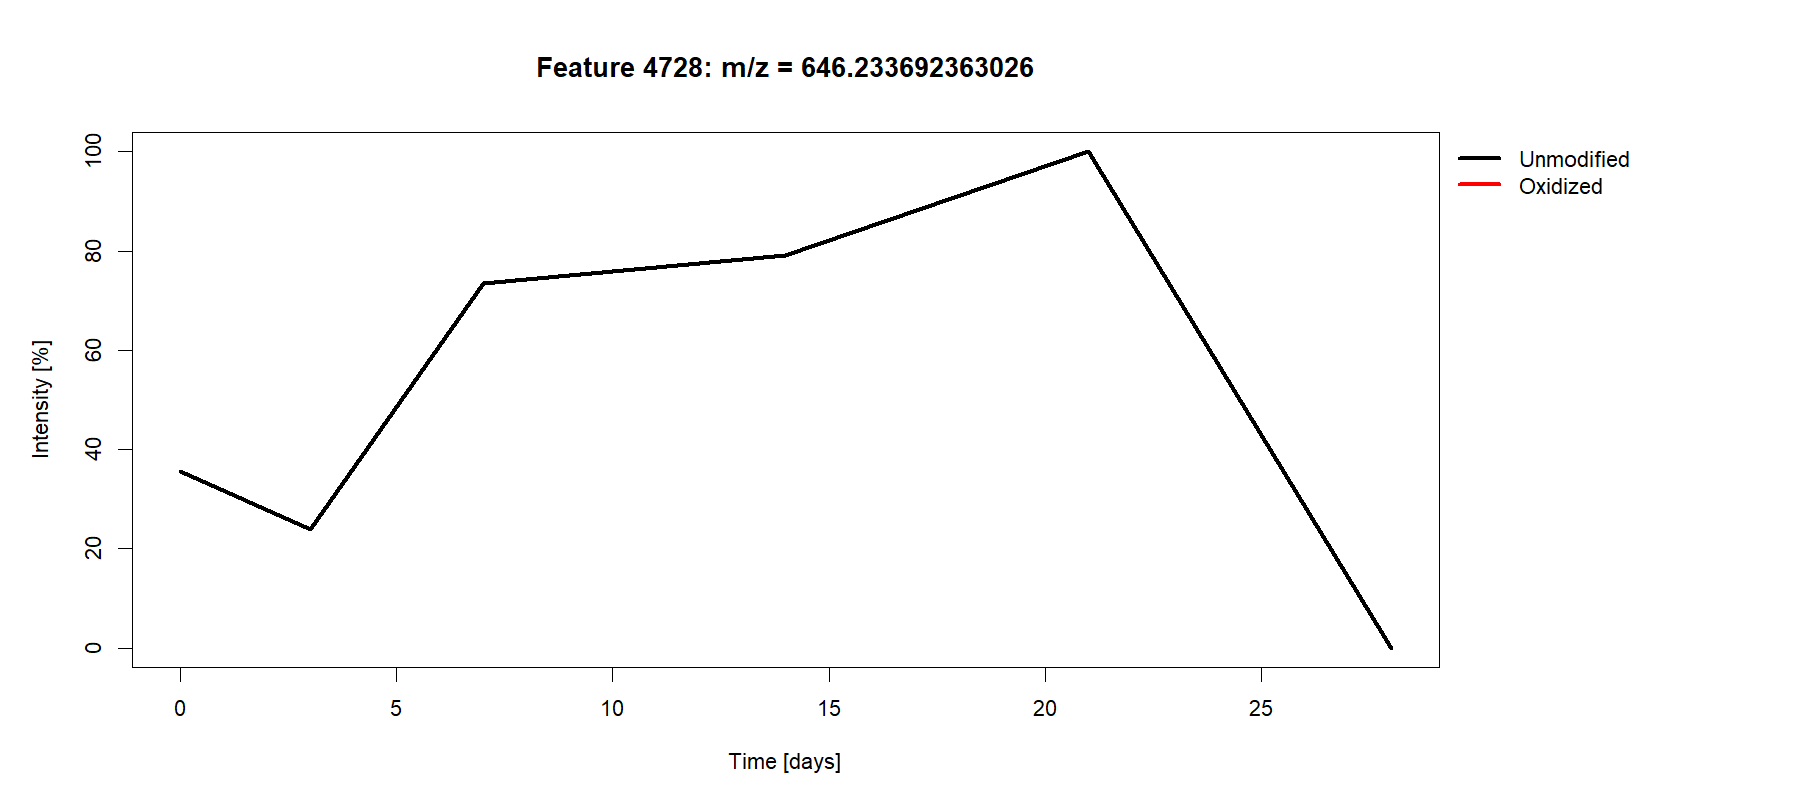 Feature 4728: m/z = 646.233692363026
Unmodified
Oxidized
Intensity [%]
100
80
60
40
20
0
0 5 10 15 20 25
Time [days]